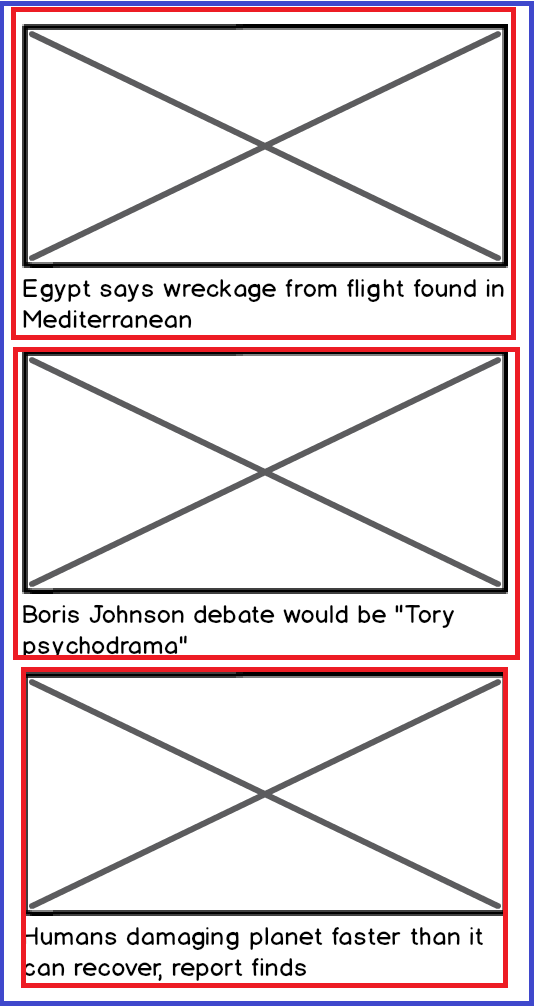 Egypt says wreckage from flight found in
Mediterranean
Boris Johnson debate would be "Tory
psychodrama"
Humans damaging planet faster than it
can recover, report finds